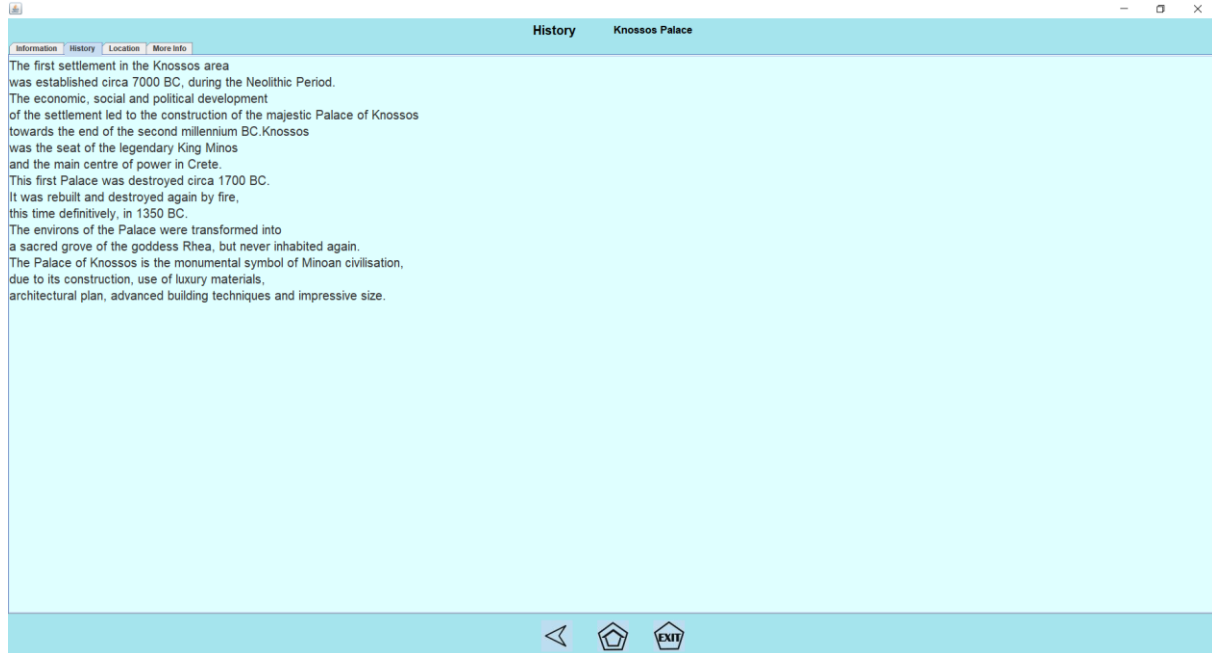 History Knossos Palace
Information History Location More Info
The first settlement in the Knossos area
was established circa 7000 BC, during the Neolithic Period.
The economic, social and political development
of the settlement led to the construction of the majestic Palace of Knossos
towards the end of the second millennium BC.Knossos
was the seat of the legendary King Minos
and the main centre of power in Crete.
This first Palace was destroyed circa 1700 BC.
It was rebuilt and destroyed again by fire,
this time definitively, in 1350 BC.
The environs of the Palace were transformed into
a sacred grove of the goddess Rhea, but never inhabited again.
The Palace of Knossos is the monumental symbol of Minoan civilisation,
due to its construction, use of luxury materials,
architectural plan, advanced building techniques and impressive size.
EXIT